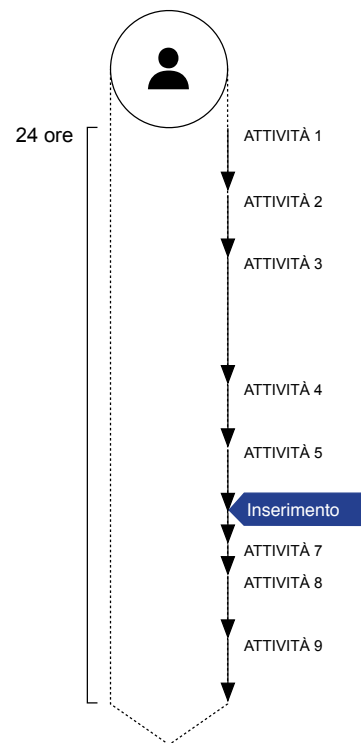 24 ore
ATTIVITÀ 1
ATTIVITÀ 2
ATTIVITÀ 3
ATTIVITÀ 4
ATTIVITÀ 5
Inserimento
ATTIVITÀ 7
ATTIVITÀ 8
ATTIVITÀ 9